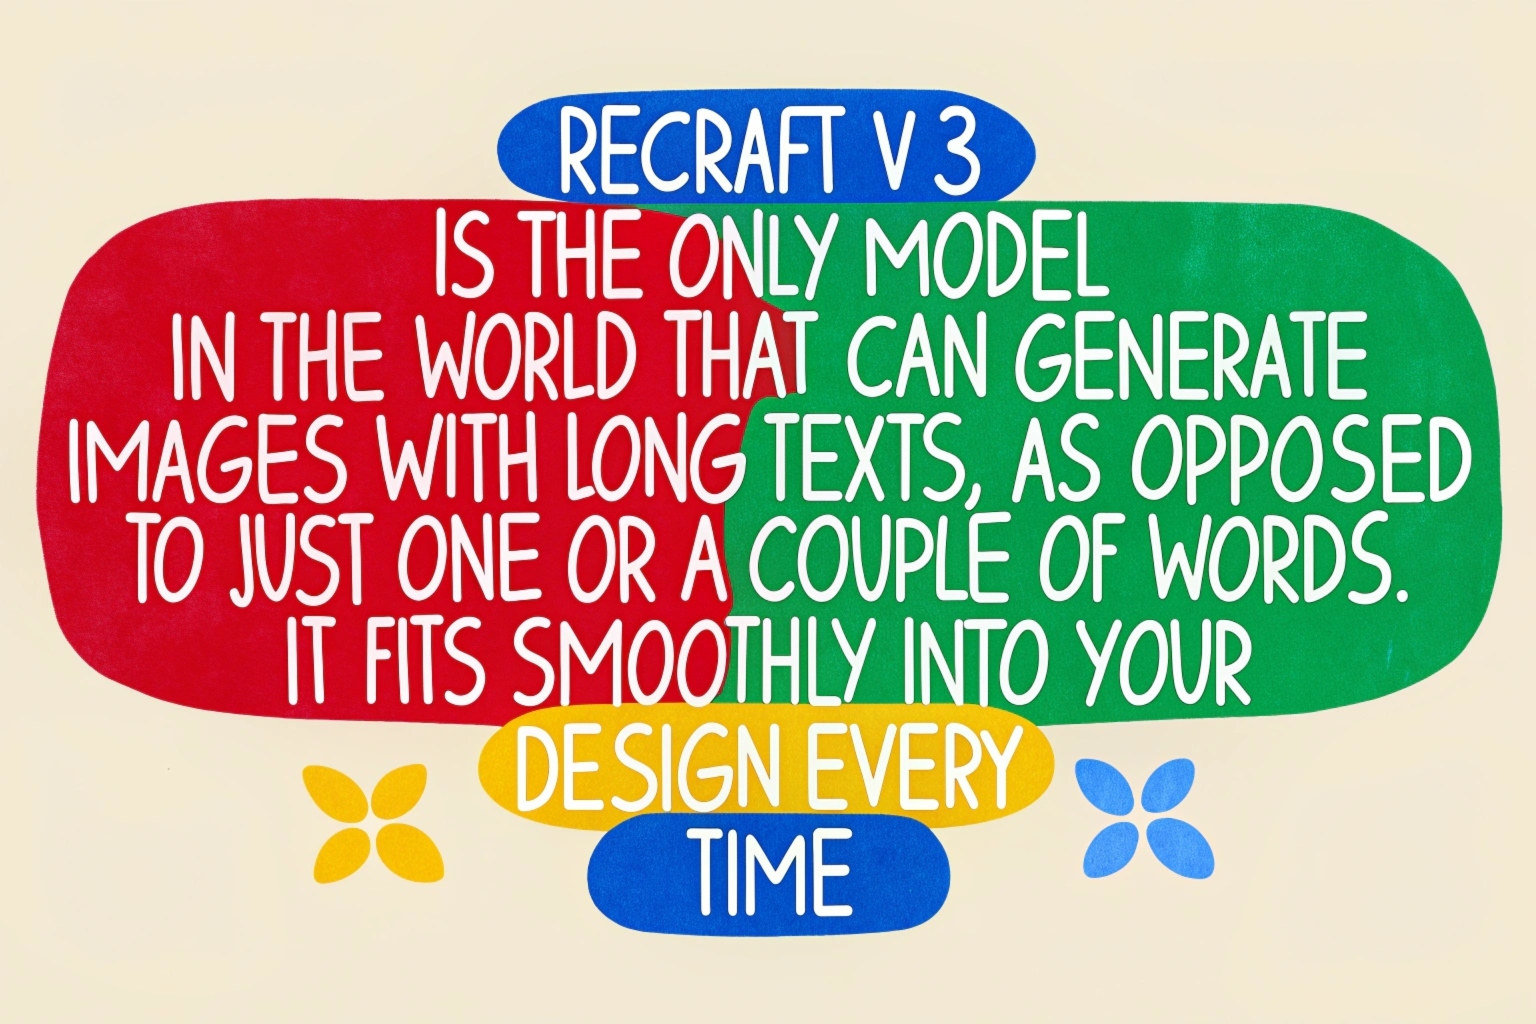 RECRAFT V 3
IS THE ONLY MODEL
IN THE WORLD THAT CAN GENERATE
IMAGES WITH LONG TEXTS, AS OPPOSED
TO JUST ONE OR A COUPLE OF WORDS.
IT FITS SMOOTHLY INTO YOUR
DESIGN EVERY
TIME